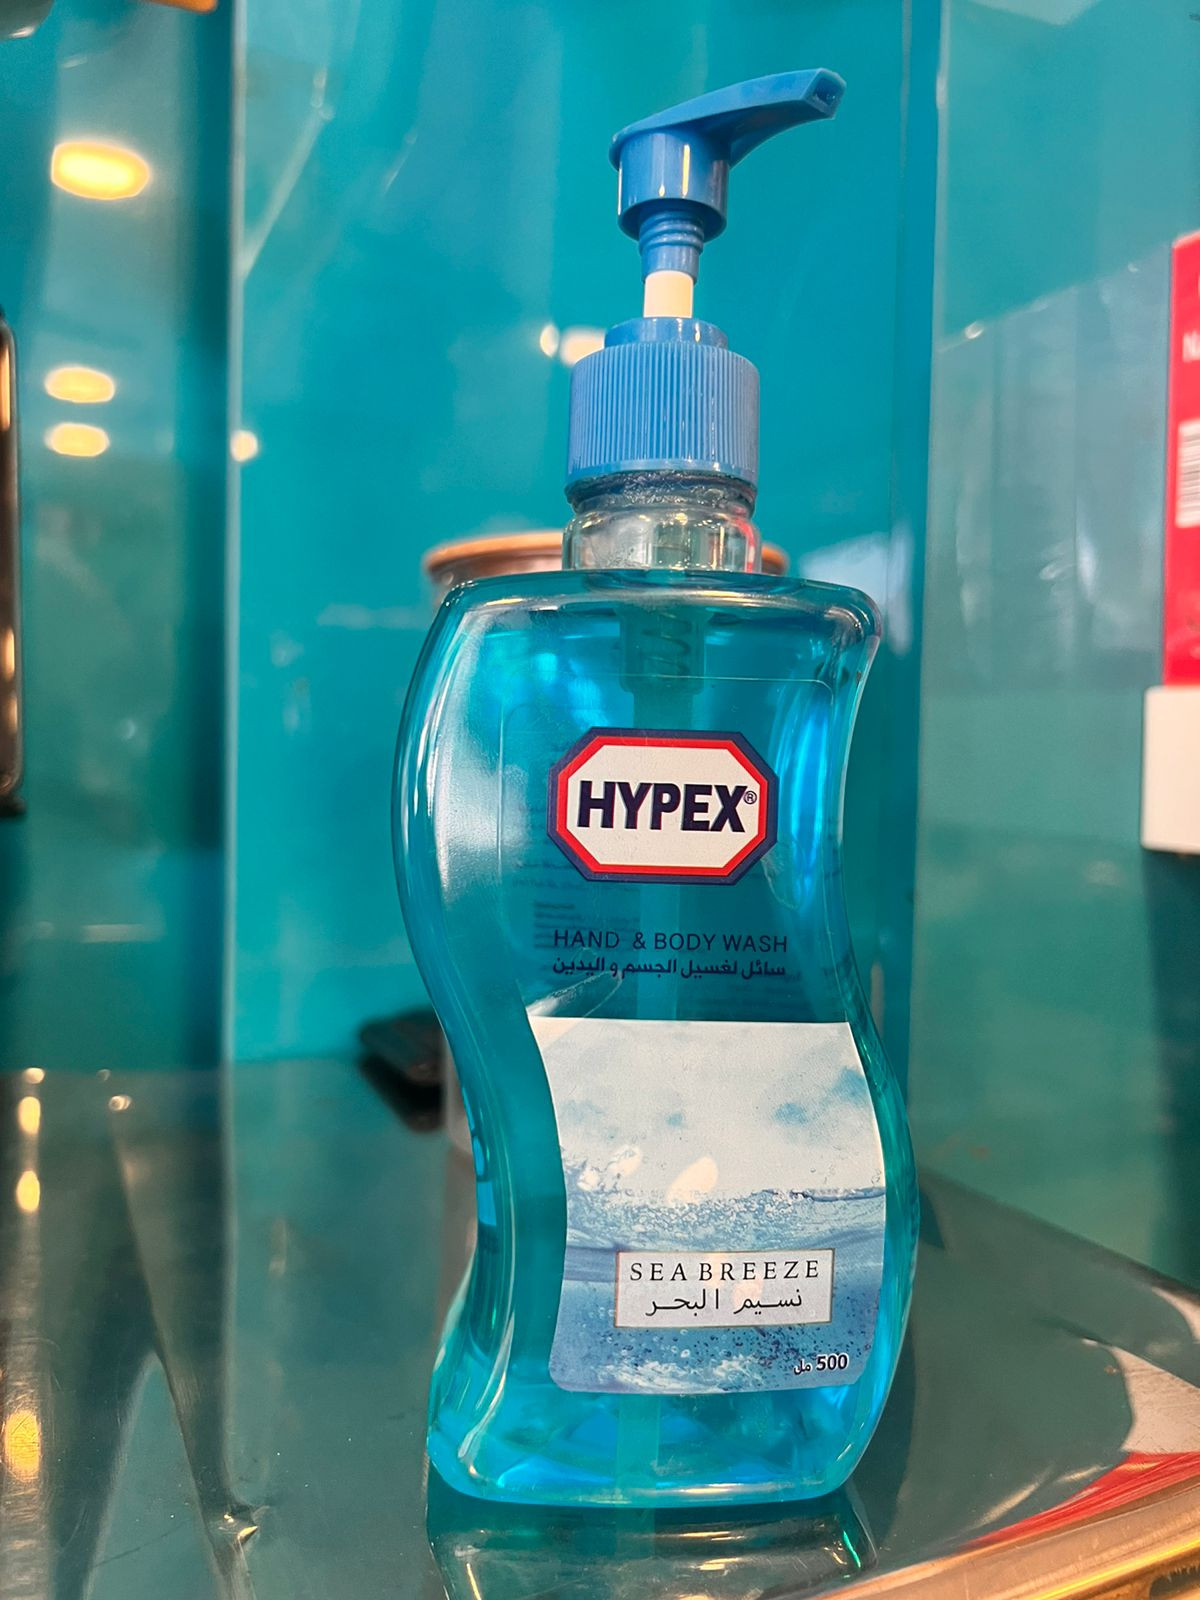 HYPEX®
HAND & BODY WASH
سائل لغسيل الجسم و اليدين
SEA BREEZE
نسيم البحر
500 مل